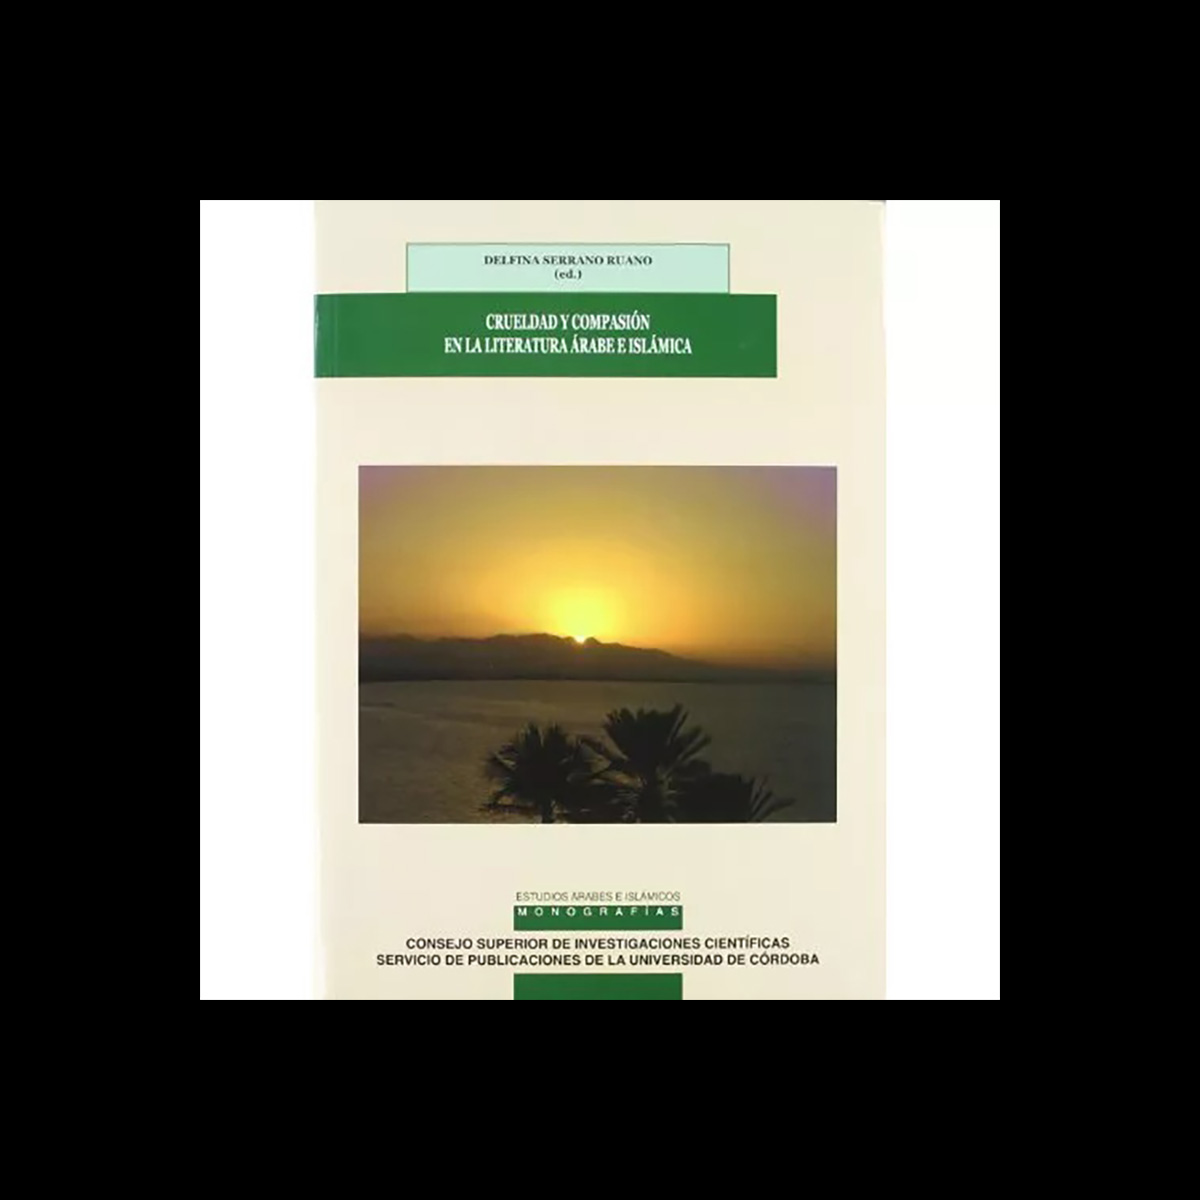 DELFINA SERRANO RUANO
(ed.)
CRUELDAD Y COMPASIÓN
EN LA LITERATURA ÁRABE E ISLÁMICA
ESTUDIOS ÁRABES E ISLÁMICOS
MONOGRAFÍAS
CONSEJO SUPERIOR DE INVESTIGACIONES CIENTÍFICAS
SERVICIO DE PUBLICACIONES DE LA UNIVERSIDAD DE CÓRDOBA